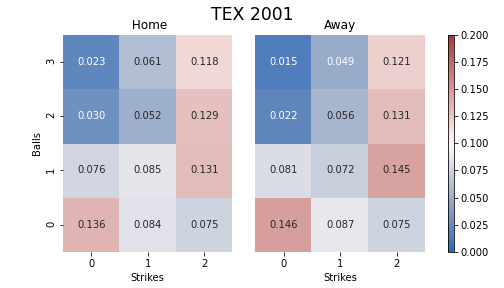 TEX 2001
Home Away
0.200
3 0.023 0.061 0.118 0.015 0.049 0.121 0.175
0.150
2 0.030 0.052 0.129 0.022 0.056 0.131 0.125
Balls
0.100
1 0.076 0.085 0.131 0.081 0.072 0.145 0.075
0.050
0 0.136 0.084 0.075 0.146 0.087 0.075 0.025
0.000
0 1 2 0 1 2
Strikes Strikes